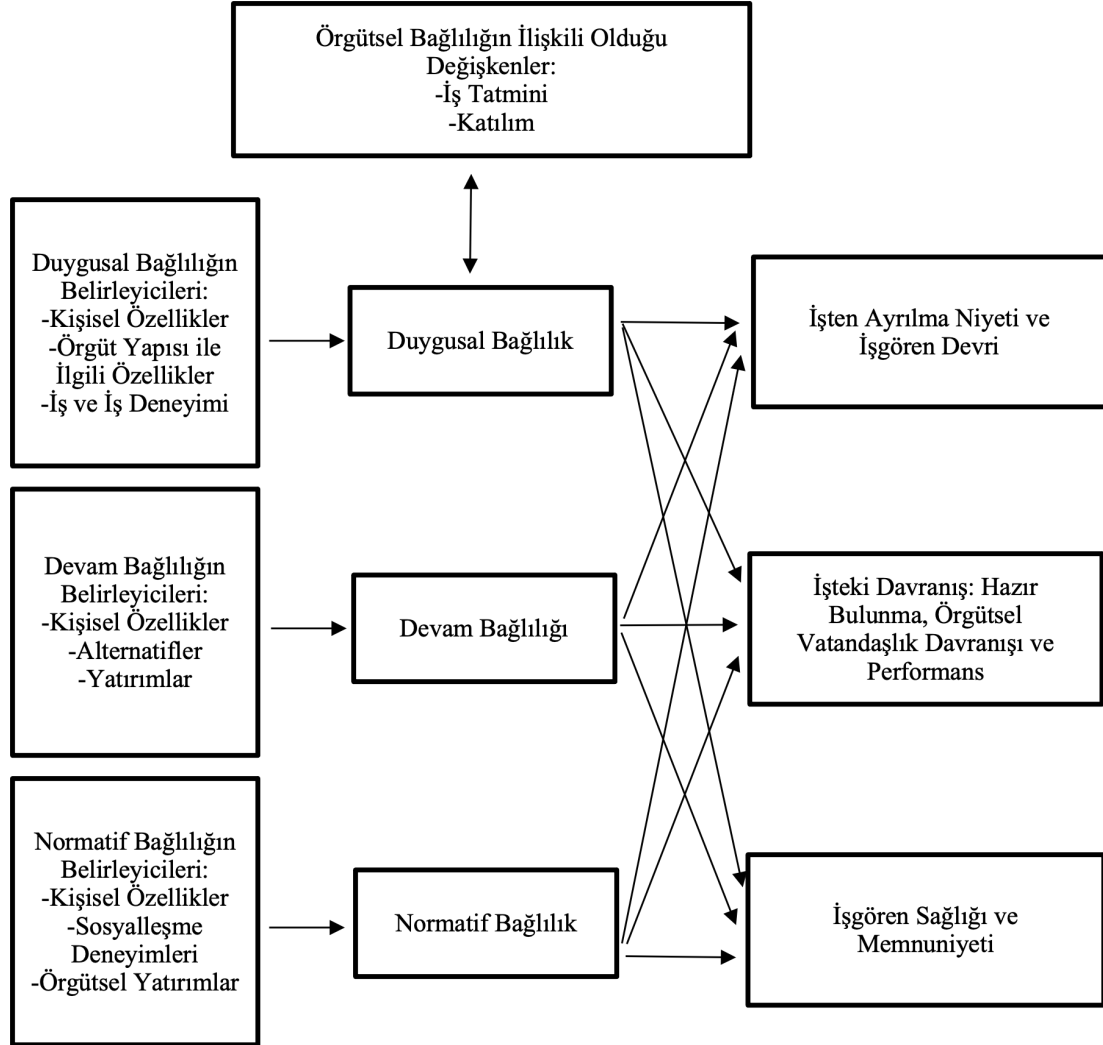 Örgütsel Bağlılığın İlişkili Olduğu
Değişkenler:
-İş Tatmini
-Katılım
Duygusal Bağlılığın
Belirleyicileri:
-Kişisel Özellikler
-Örgüt Yapısı ile
İlgili Özellikler
-İş ve İş Deneyimi
Duygusal Bağlılık
İşten Ayrılma Niyeti ve
İşgören Devri
Devam Bağlılığın
Belirleyicileri:
-Kişisel Özellikler
-Alternatifler
-Yatırımlar
Devam Bağlılığı
İşteki Davranış: Hazır
Bulunma, Örgütsel
Vatandaşlık Davranışı ve
Performans
Normatif Bağlılığın
Belirleyicileri:
-Kişisel Özellikler
-Sosyalleşme
Deneyimleri
-Örgütsel Yatırımlar
Normatif Bağlılık
İşgören Sağlığı ve
Memnuniyeti